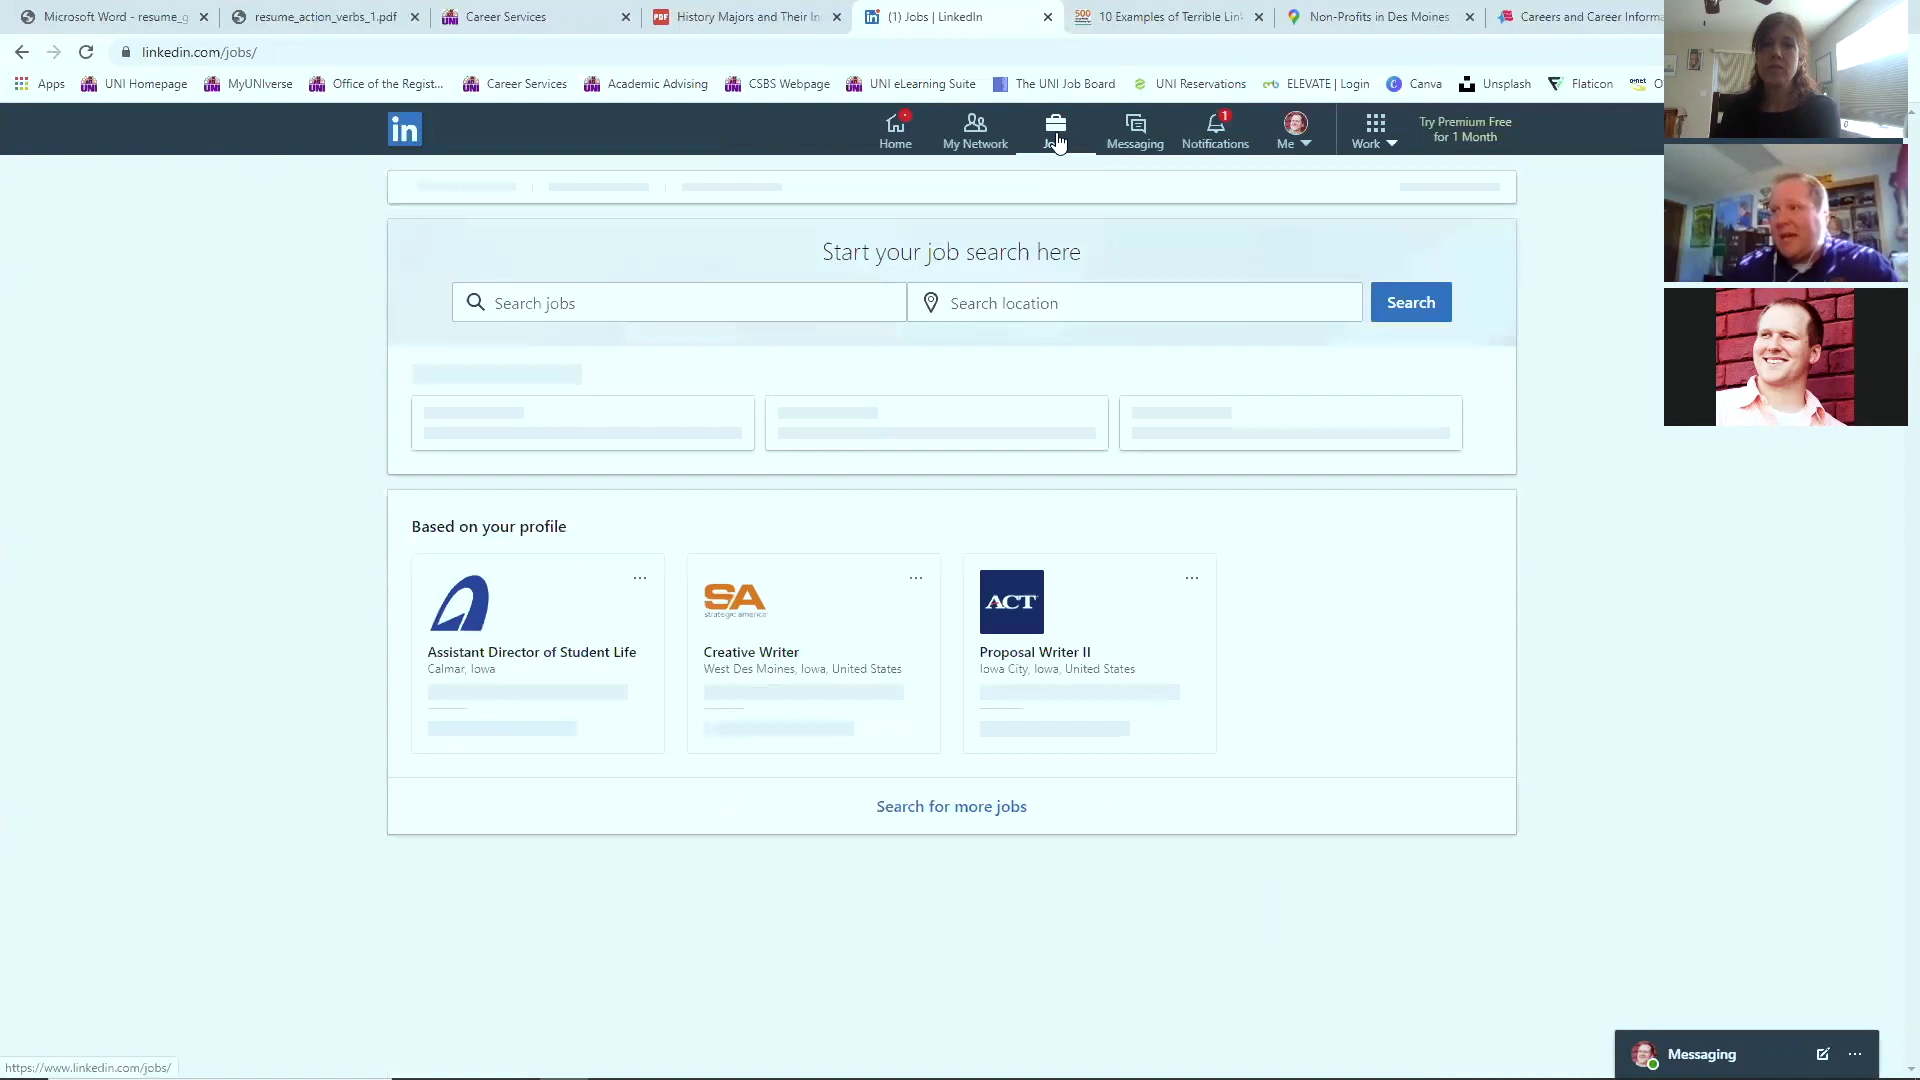 Microsoft Word - resume_g
resume_action_verbs_1.pdf
Career Services
PDF
History Majors and Their In
(1) Jobs | LinkedIn
500
10 Examples of Terrible Lin
Non-Profits in Des Moines
Careers and Career Informa
linkedin.com/jobs/
Apps
UNI Homepage
MyUNIverse
Office of the Regist...
Career Services
Academic Advising
CSBS Webpage
UNI eLearning Suite
The UNI Job Board
UNI Reservations
ELEVATE | Login
Canva
Unsplash
Flaticon
o*net
O
in
Home
My Network
Messaging
1
Notifications
Me
Work
Try Premium Free
for 1 Month
Start your job search here
Search jobs
Search location
Search
Based on your profile
Assistant Director of Student Life
Calmar, Iowa
SA
strategic america
Creative Writer
West Des Moines, Iowa, United States
ACT
Proposal Writer II
Iowa City, Iowa, United States
Search for more jobs
https://www.linkedin.com/jobs/
Messaging